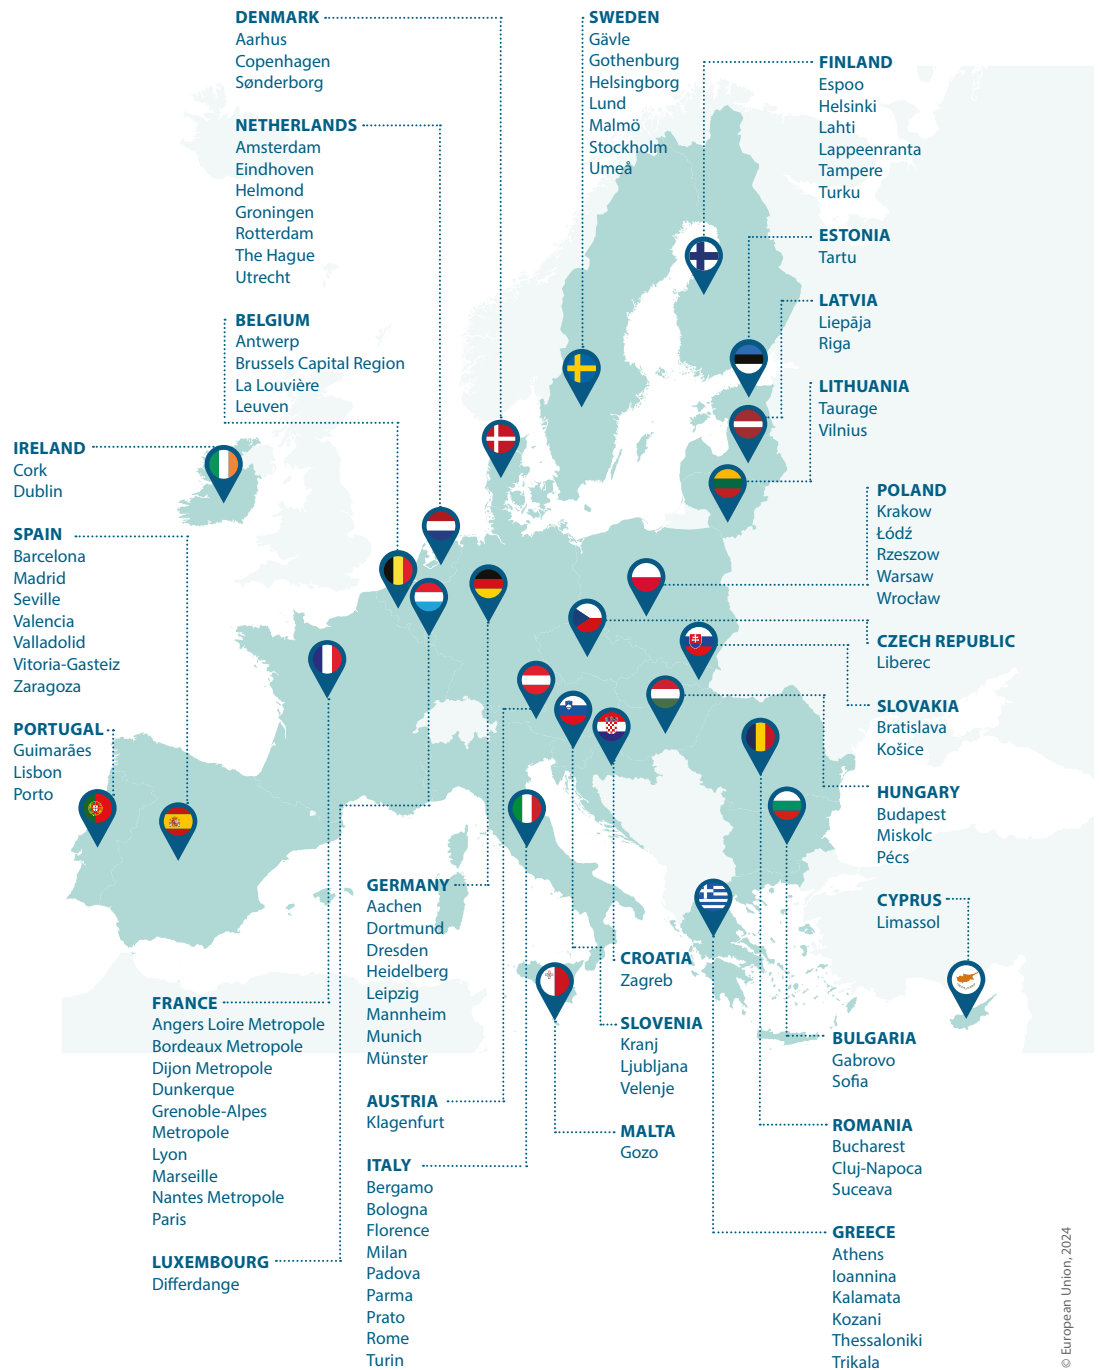 DENMARK
Aarhus
Copenhagen
Sønderborg
NETHERLANDS
Amsterdam
Eindhoven
Helmond
Groningen
Rotterdam
The Hague
Utrecht
BELGIUM
Antwerp
Brussels Capital Region
La Louvière
Leuven
IRELAND
Cork
Dublin
SPAIN
Barcelona
Madrid
Seville
Valencia
Valladolid
Vitoria-Gasteiz
Zaragoza
PORTUGAL
Guimarães
Lisbon
Porto
SWEDEN
Gävle
Gothenburg
Helsingborg
Lund
Malmö
Stockholm
Umeå
FINLAND
Espoo
Helsinki
Lahti
Lappeenranta
Tampere
Turku
ESTONIA
Tartu
LATVIA
Liepāja
Riga
LITHUANIA
Taurage
Vilnius
POLAND
Krakow
Łódź
Rzeszow
Warsaw
Wrocław
CZECH REPUBLIC
Liberec
SLOVAKIA
Bratislava
Košice
HUNGARY
Budapest
Miskolc
Pécs
CYPRUS
Limassol
FRANCE
Angers Loire Metropole
Bordeaux Metropole
Dijon Metropole
Dunkerque
Grenoble-Alpes
Metropole
Lyon
Marseille
Nantes Metropole
Paris
LUXEMBOURG
Differdange
GERMANY
Aachen
Dortmund
Dresden
Heidelberg
Leipzig
Mannheim
Munich
Münster
AUSTRIA
Klagenfurt
ITALY
Bergamo
Bologna
Florence
Milan
Padova
Parma
Prato
Rome
Turin
CROATIA
Zagreb
SLOVENIA
Kranj
Ljubljana
Velenje
MALTA
Gozo
BULGARIA
Gabrovo
Sofia
ROMANIA
Bucharest
Cluj-Napoca
Suceava
GREECE
Athens
Ioannina
Kalamata
Kozani
Thessaloniki
Trikala
© European Union, 2024